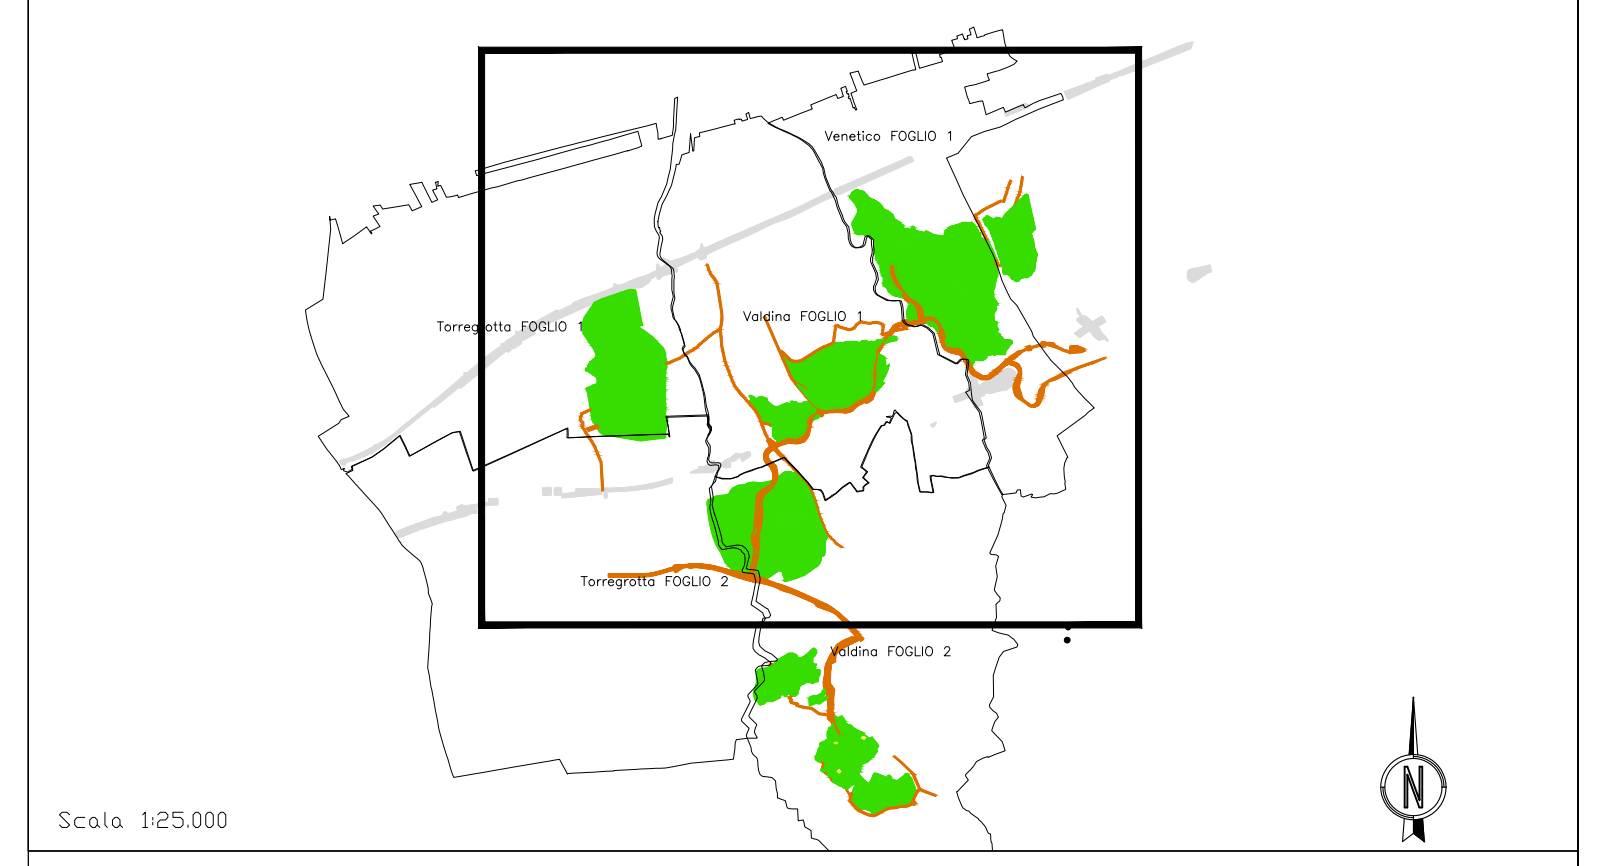 Venetico FOGLIO 1
Valdina FOGLIO 1
Torregrotta FOGLIO 1
Torregrotta FOGLIO 2
Valdina FOGLIO 2
N
Scala 1:25.000